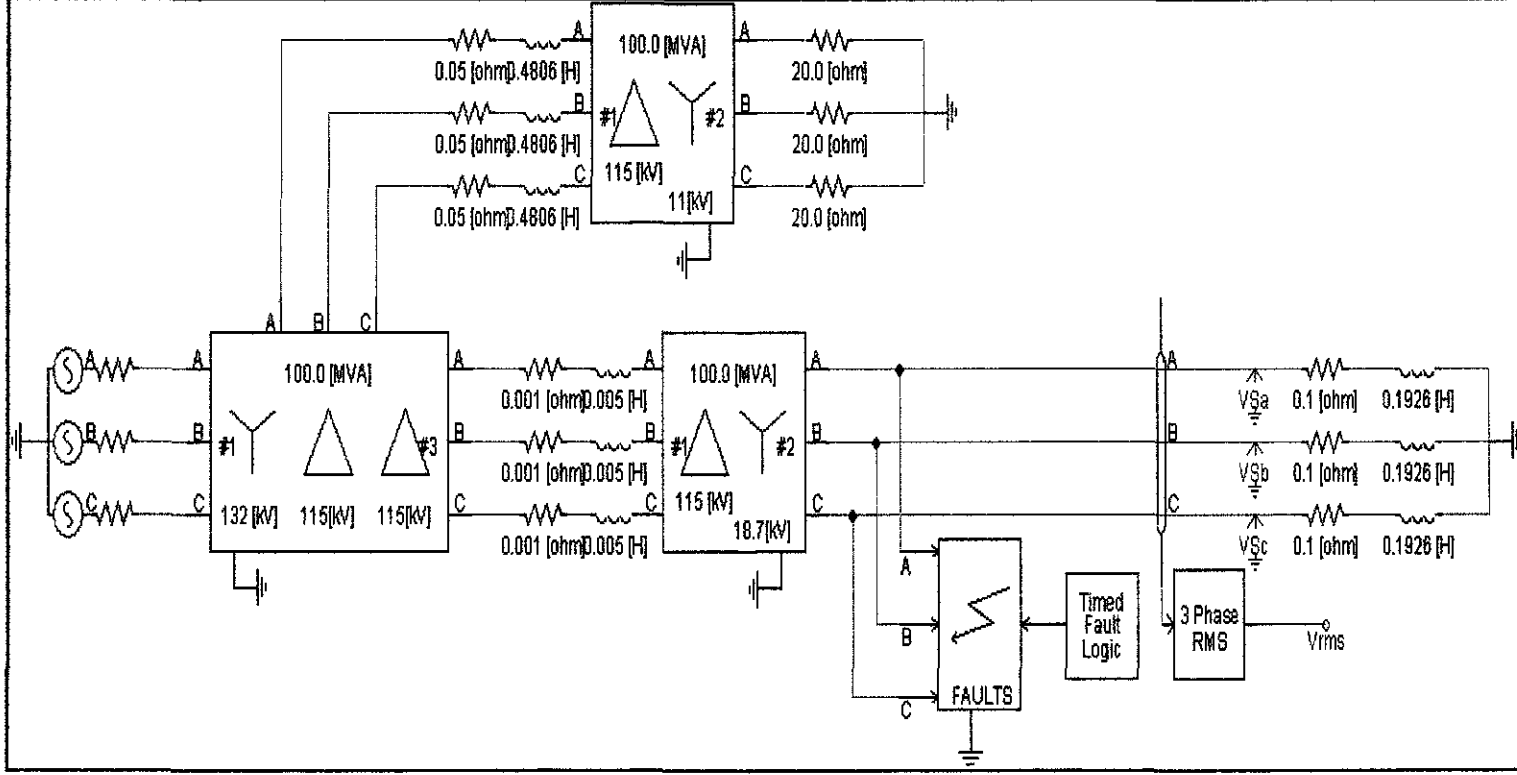 A
100.0 [MVA]
A
0.05 [ohm]
0.4806 [H]
20.0 [ohm]
B
#1
#2
B
0.05 [ohm]
0.4806 [H]
20.0 [ohm]
C
115 [kV]
C
11[kV]
0.05 [ohm]
0.4806 [H]
20.0 [ohm]
A
B
C
A
A
100.0 [MVA]
A
A
100.0 [MVA]
A
A
0.001 [ohm]
0.005 [H]
VSa
0.1 [ohm]
0.1926 [H]
B
B
#1
#3
B
B
#1
#2
B
B
0.001 [ohm]
0.005 [H]
VSb
0.1 [ohm]
0.1926 [H]
C
C
132 [kV]
115[kV]
115[kV]
C
C
115 [kV]
C
C
18.7[kV]
0.001 [ohm]
0.005 [H]
VSc
0.1 [ohm]
0.1926 [H]
A
B
C
FAULTS
Timed
Fault
Logic
3 Phase
RMS
Vrms